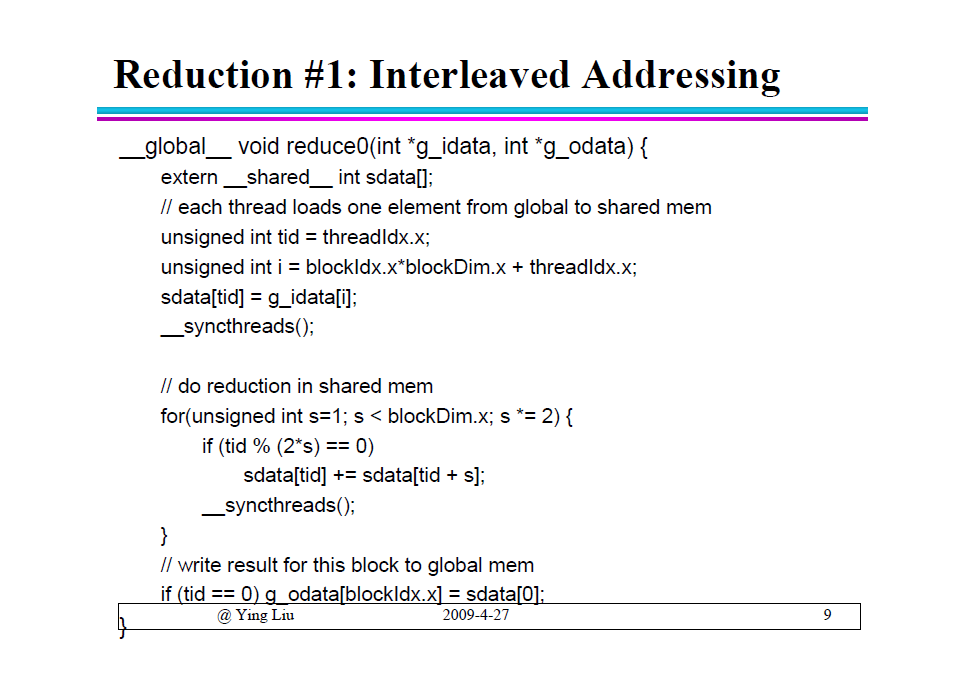 Reduction #1: Interleaved Addressing
__global__ void reduce0(int *g_idata, int *g_odata) {
extern __shared__ int sdata[];
// each thread loads one element from global to shared mem
unsigned int tid = threadIdx.x;
unsigned int i = blockIdx.x*blockDim.x + threadIdx.x;
sdata[tid] = g_idata[i];
__syncthreads();
// do reduction in shared mem
for(unsigned int s=1; s < blockDim.x; s *= 2) {
if (tid % (2*s) == 0)
sdata[tid] += sdata[tid + s];
__syncthreads();
}
// write result for this block to global mem
if (tid == 0) g_odata[blockIdx.x] = sdata[0];
@ Ying Liu 2009-4-27 9
}